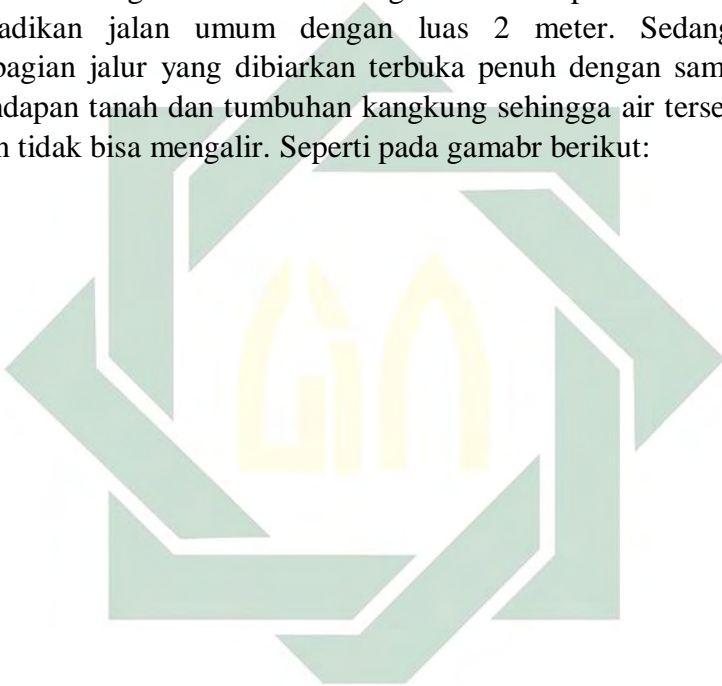 adikan jalan umum dengan luas 2 meter. Sedang
bagian jalur yang dibiarkan terbuka penuh dengan sam
ndapan tanah dan tumbuhan kangkung sehingga air terse
n tidak bisa mengalir. Seperti pada gamabr berikut: